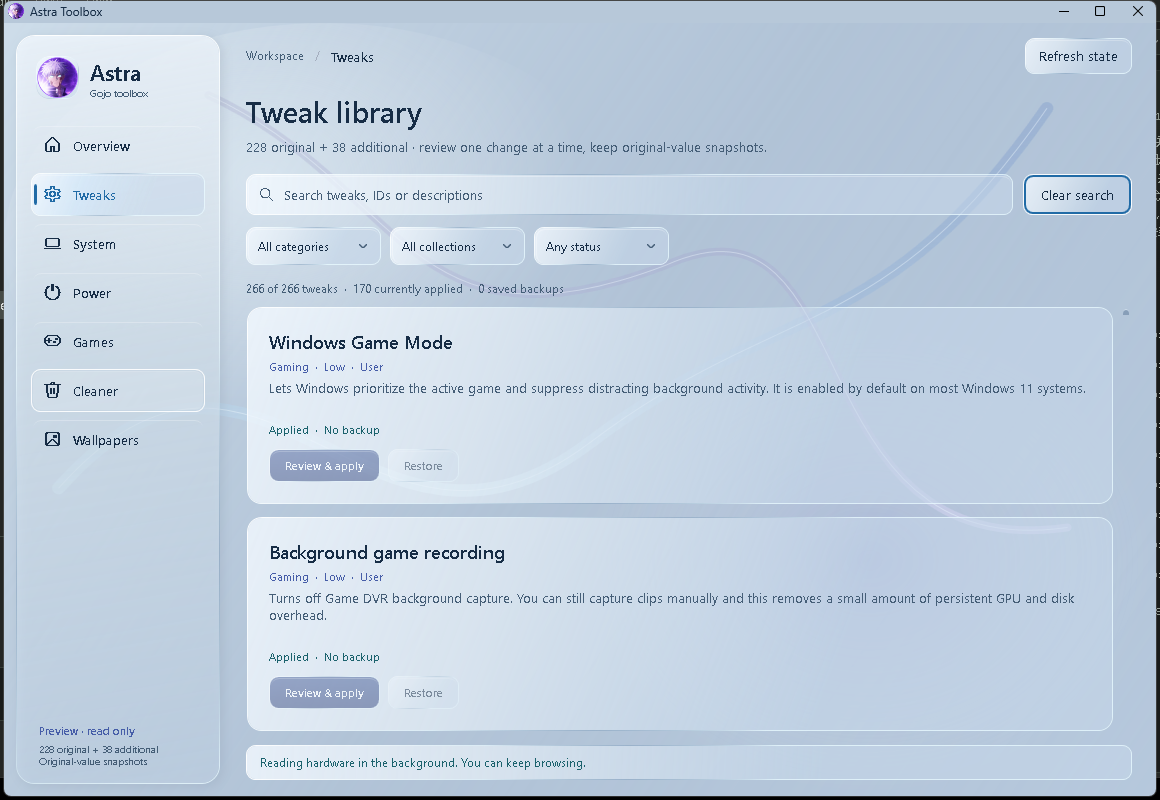 Astra Toolbox
Astra
Gojo toolbox
Overview
Tweaks
System
Power
Games
Cleaner
Wallpapers
Preview · read only
228 original + 38 additional
Original-value snapshots
Workspace / Tweaks
Refresh state
Tweak library
228 original + 38 additional · review one change at a time, keep original-value snapshots.
Search tweaks, IDs or descriptions
Clear search
All categories
All collections
Any status
266 of 266 tweaks · 170 currently applied · 0 saved backups
Windows Game Mode
Gaming · Low · User
Lets Windows prioritize the active game and suppress distracting background activity. It is enabled by default on most Windows 11 systems.
Applied · No backup
Review & apply
Restore
Background game recording
Gaming · Low · User
Turns off Game DVR background capture. You can still capture clips manually and this removes a small amount of persistent GPU and disk
overhead.
Applied · No backup
Review & apply
Restore
Reading hardware in the background. You can keep browsing.